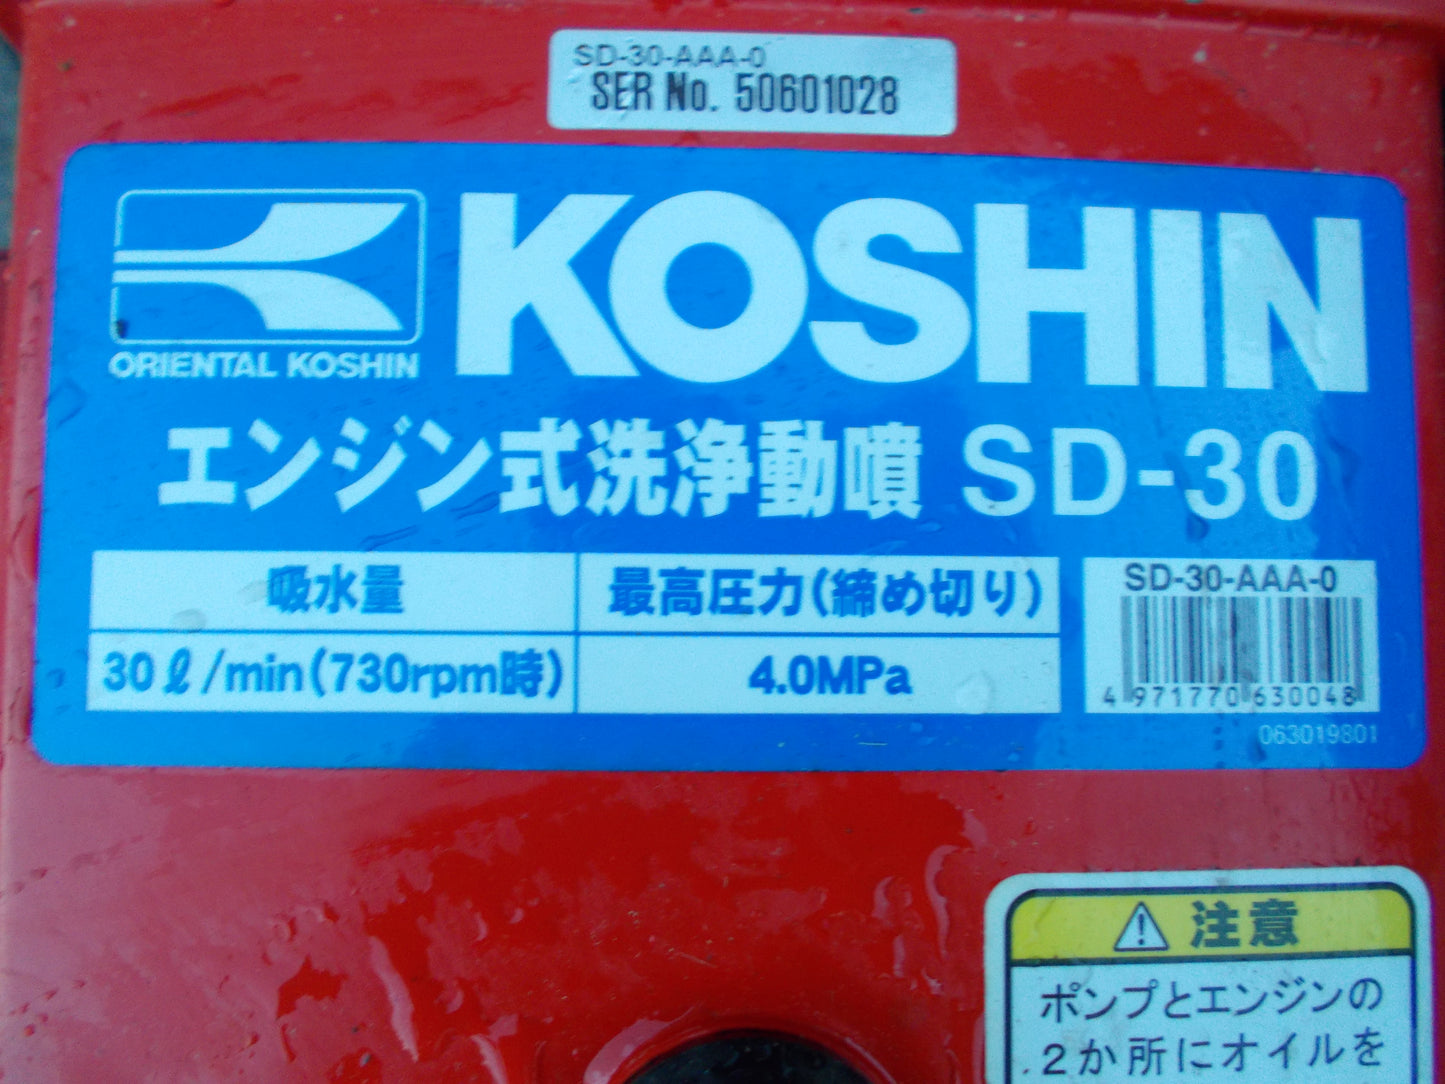 SD-30-AAA-0
SER No. 50601028
KOSHIN
ORIENTAL KOSHIN
エンジン式洗浄動噴 SD-30
吸水量 最高圧力(締め切り)
30ℓ/min(730rpm時) 4.0MPa
SD-30-AAA-0
4 971770 630048
063019801
注意
ポンプとエンジンの
2か所にオイルを